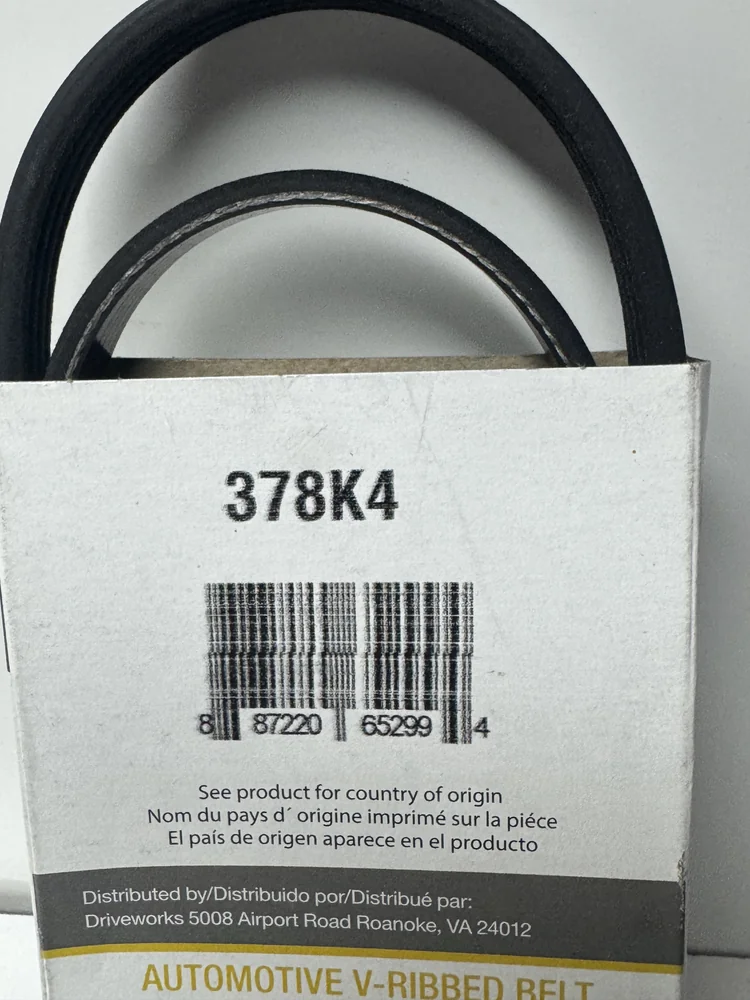 378K4
8 87220 65299 4
See product for country of origin
Nom du pays d´ origine imprimé sur la piéce
El país de origen aparece en el producto
Distributed by/Distribuido por/Distribué par:
Driveworks 5008 Airport Road Roanoke, VA 24012
AUTOMOTIVE V-RIBBED BELT